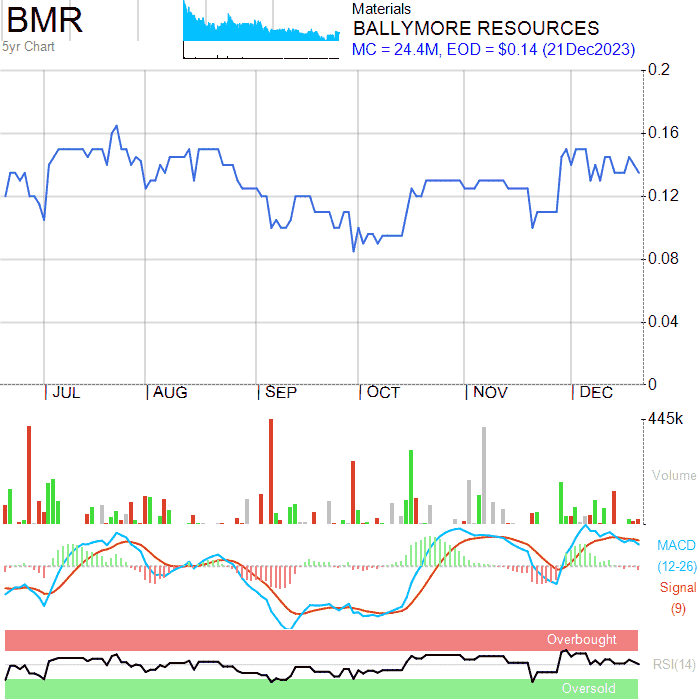 BMR
5yr Chart
Materials
BALLYMORE RESOURCES
MC = 24.4M, EOD = $0.14 (21Dec2023)
0.2
0.16
0.12
0.08
0.04
0
JUL AUG SEP OCT NOV DEC
445k
Volume
MACD
(12-26)
Signal
(9)
Overbought
RSI(14)
Oversold